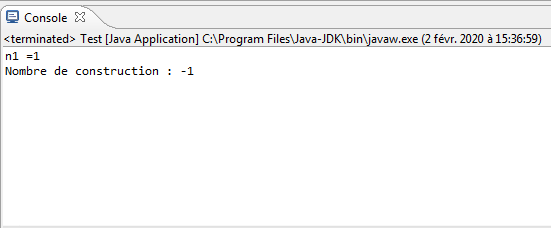 Console
<terminated> Test [Java Application] C:\Program Files\Java-JDK\bin\javaw.exe (2 févr. 2020 à 15:36:59)
n1 =1
Nombre de construction : -1